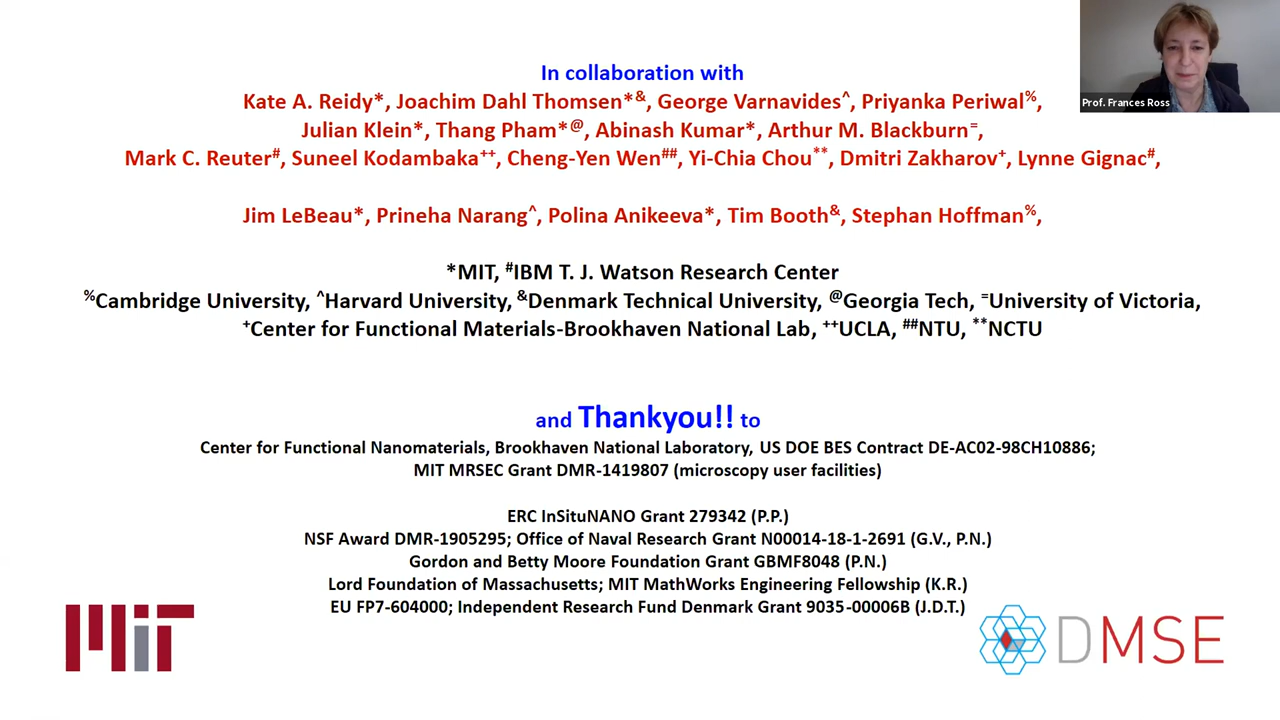 In collaboration with
Kate A. Reidy*, Joachim Dahl Thomsen*&, George Varnavides^, Priyanka Periwal%,
Julian Klein*, Thang Pham*@, Abinash Kumar*, Arthur M. Blackburn=,
Mark C. Reuter#, Suneel Kodambaka++, Cheng-Yen Wen##, Yi-Chia Chou**, Dmitri Zakharov+, Lynne Gignac#,
Jim LeBeau*, Prineha Narang^, Polina Anikeeva*, Tim Booth&, Stephan Hoffman%,
*MIT, #IBM T. J. Watson Research Center
%Cambridge University, ^Harvard University, &Denmark Technical University, @Georgia Tech, =University of Victoria,
+Center for Functional Materials-Brookhaven National Lab, ++UCLA, ##NTU, **NCTU
and Thankyou!! to
Center for Functional Nanomaterials, Brookhaven National Laboratory, US DOE BES Contract DE-AC02-98CH10886;
MIT MRSEC Grant DMR-1419807 (microscopy user facilities)
ERC InSituNANO Grant 279342 (P.P.)
NSF Award DMR-1905295; Office of Naval Research Grant N00014-18-1-2691 (G.V., P.N.)
Gordon and Betty Moore Foundation Grant GBMF8048 (P.N.)
Lord Foundation of Massachusetts; MIT MathWorks Engineering Fellowship (K.R.)
EU FP7-604000; Independent Research Fund Denmark Grant 9035-00006B (J.D.T.)
MIT
DMSE
Prof. Frances Ross